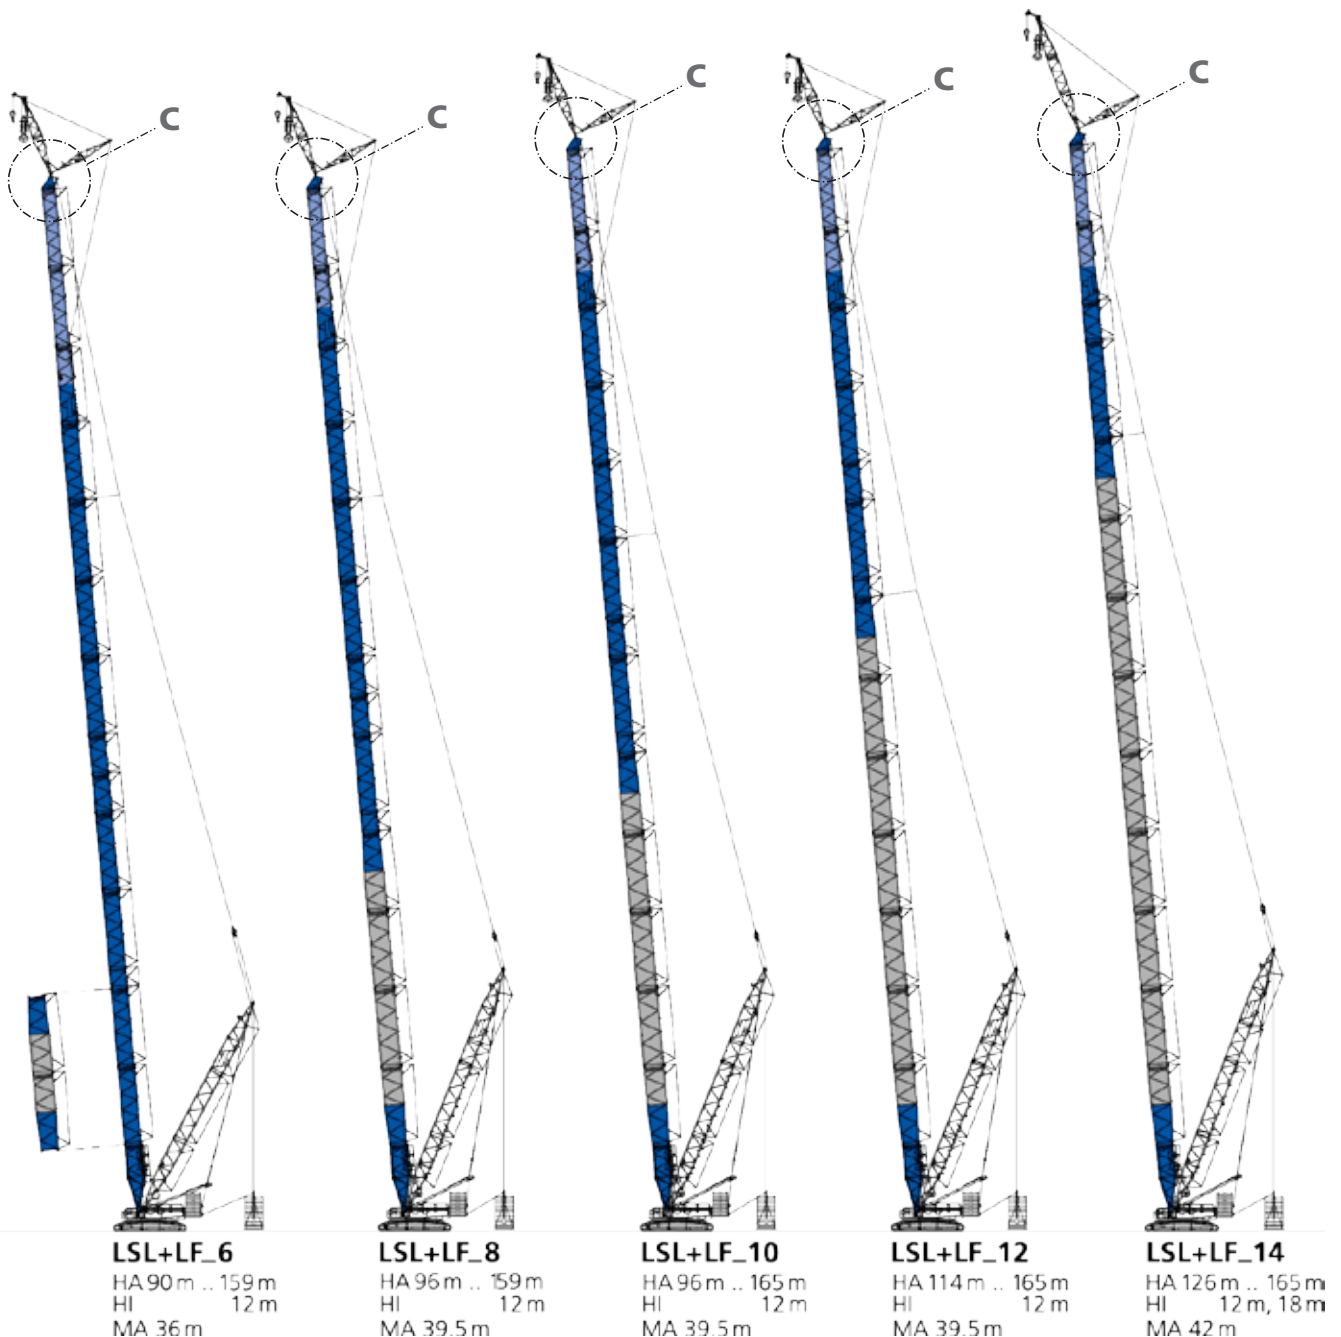 C
C
C
C
C
LSL+LF_6
HA 90 m .. 159 m
HI 12 m
MA 36 m
LSL+LF_8
HA 96 m .. 159 m
HI 12 m
MA 39.5 m
LSL+LF_10
HA 96 m .. 165 m
HI 12 m
MA 39.5 m
LSL+LF_12
HA 114 m .. 165 m
HI 12 m
MA 39.5 m
LSL+LF_14
HA 126 m .. 165 m
HI 12 m, 18 m
MA 42 m